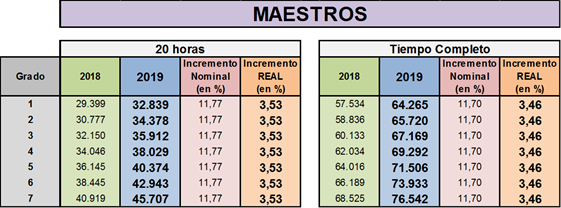 MAESTROS
20 horas Tiempo Completo
Grado 2018 2019 Incremento Nominal (en %) Incremento REAL (en %) 2018 2019 Incremento Nominal (en %) Incremento REAL (en %)
1 29.399 32.839 11,77 3,53 57.534 64.265 11,70 3,46
2 30.777 34.378 11,77 3,53 58.836 65.720 11,70 3,46
3 32.150 35.912 11,77 3,53 60.133 67.169 11,70 3,46
4 34.046 38.029 11,77 3,53 62.034 69.292 11,70 3,46
5 36.145 40.374 11,77 3,53 64.016 71.506 11,70 3,46
6 38.445 42.943 11,77 3,53 66.189 73.933 11,70 3,46
7 40.919 45.707 11,77 3,53 68.525 76.542 11,70 3,46